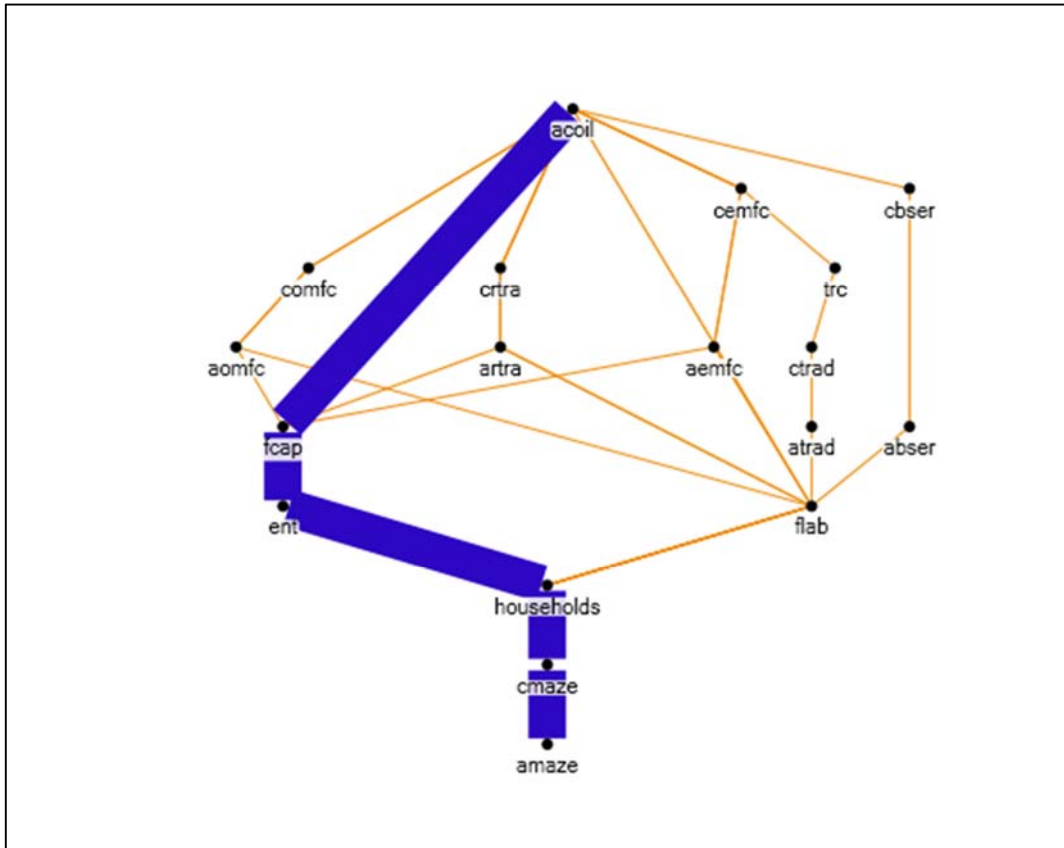 acoil
cemfc
cbser
comfc
crtra
trc
aomfc
artra
aemfc
ctrad
fcap
atrad
abser
ent
flab
households
cmaze
amaze